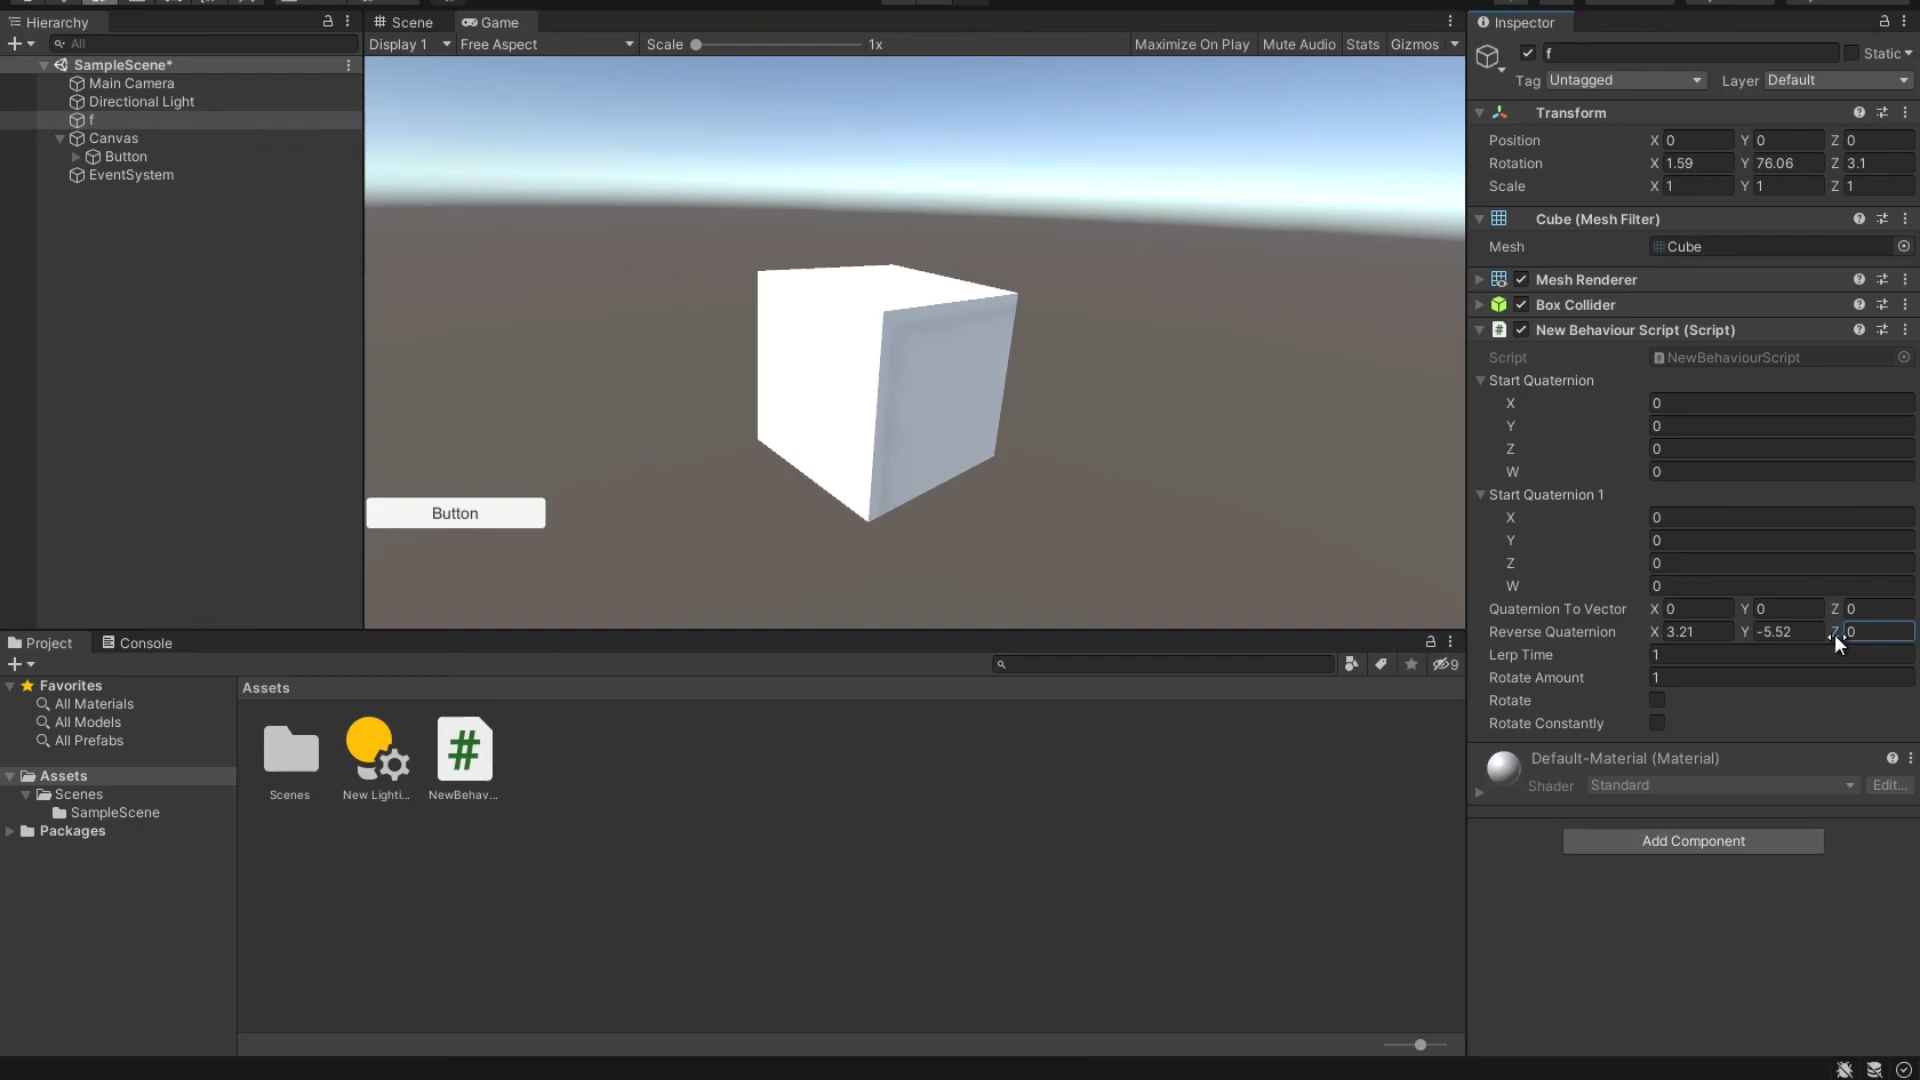 Hierarchy
All
SampleScene*
Main Camera
Directional Light
f
Canvas
Button
EventSystem
Scene
Game
Display 1
Free Aspect
Scale
1x
Maximize On Play
Mute Audio
Stats
Gizmos
Button
Project
Console
9
Favorites
All Materials
All Models
All Prefabs
Assets
Scenes
SampleScene
Packages
Assets
Scenes
New Lighti...
NewBehav...
#
Inspector
f
Static
Tag Untagged
Layer Default
Transform
Position X 0 Y 0 Z 0
Rotation X 1.59 Y 76.06 Z 3.1
Scale X 1 Y 1 Z 1
Cube (Mesh Filter)
Mesh Cube
Mesh Renderer
Box Collider
# New Behaviour Script (Script)
Script NewBehaviourScript
Start Quaternion
X 0
Y 0
Z 0
W 0
Start Quaternion 1
X 0
Y 0
Z 0
W 0
Quaternion To Vector X 0 Y 0 Z 0
Reverse Quaternion X 3.21 Y -5.52 Z 0
Lerp Time 1
Rotate Amount 1
Rotate
Rotate Constantly
Default-Material (Material)
Shader Standard Edit...
Add Component